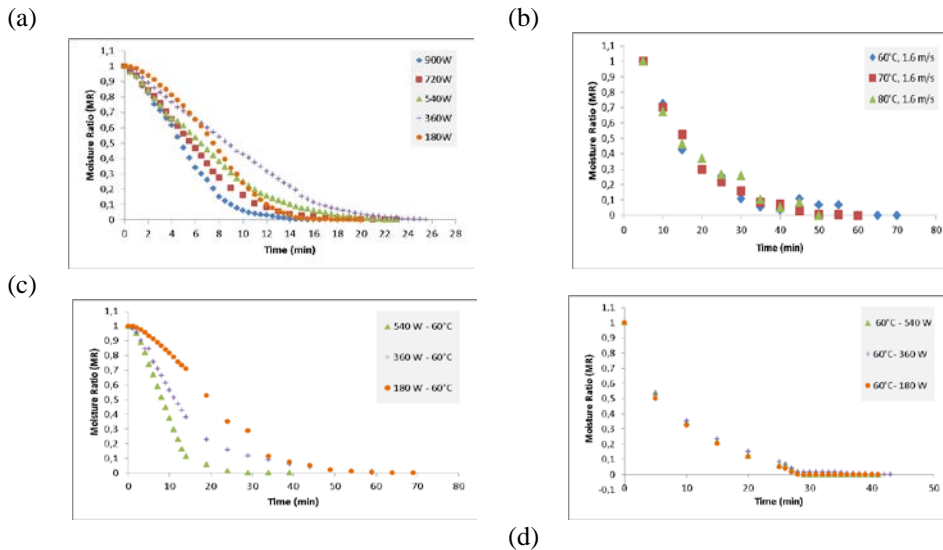 (a)
(b)
1,1
1
0,9
0,8
0,7
0,6
0,5
0,4
0,3
0,2
0,1
0
Moisture Ratio (MR)
900W
720W
540W
360W
180W
0 2 4 6 8 10 12 14 16 18 20 22 24 26 28
Time (min)
1,1
1
0,9
0,8
0,7
0,6
0,5
0,4
0,3
0,2
0,1
0
Moisture Ratio (MR)
60°C, 1.6 m/s
70°C, 1.6 m/s
80°C, 1.6 m/s
0 10 20 30 40 50 60 70 80
Time (min)
(c)
1,1
1
0,9
0,8
0,7
0,6
0,5
0,4
0,3
0,2
0,1
0
Moisture Ratio (MR)
540 W - 60°C
360 W - 60°C
180 W - 60°C
0 20 40 60 80
Time (min)
1,1
1
0,9
0,8
0,7
0,6
0,5
0,4
0,3
0,2
0,1
0
-0,1
Moisture Ratio (MR)
60°C - 540 W
60°C- 360 W
60°C- 180 W
0 10 20 30 40 50
Time (min)
(d)